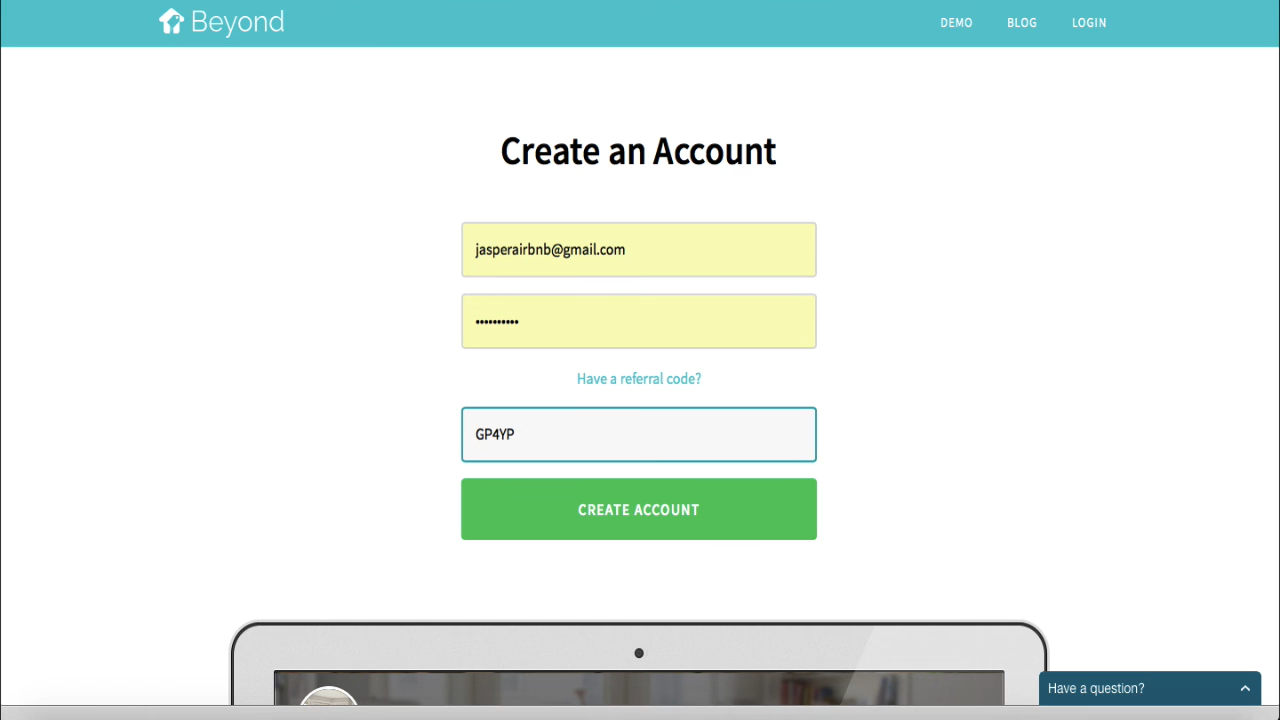 Beyond
DEMO BLOG LOGIN
Create an Account
jasperairbnb@gmail.com
••••••••••
Have a referral code?
GP4YP
CREATE ACCOUNT
Have a question?